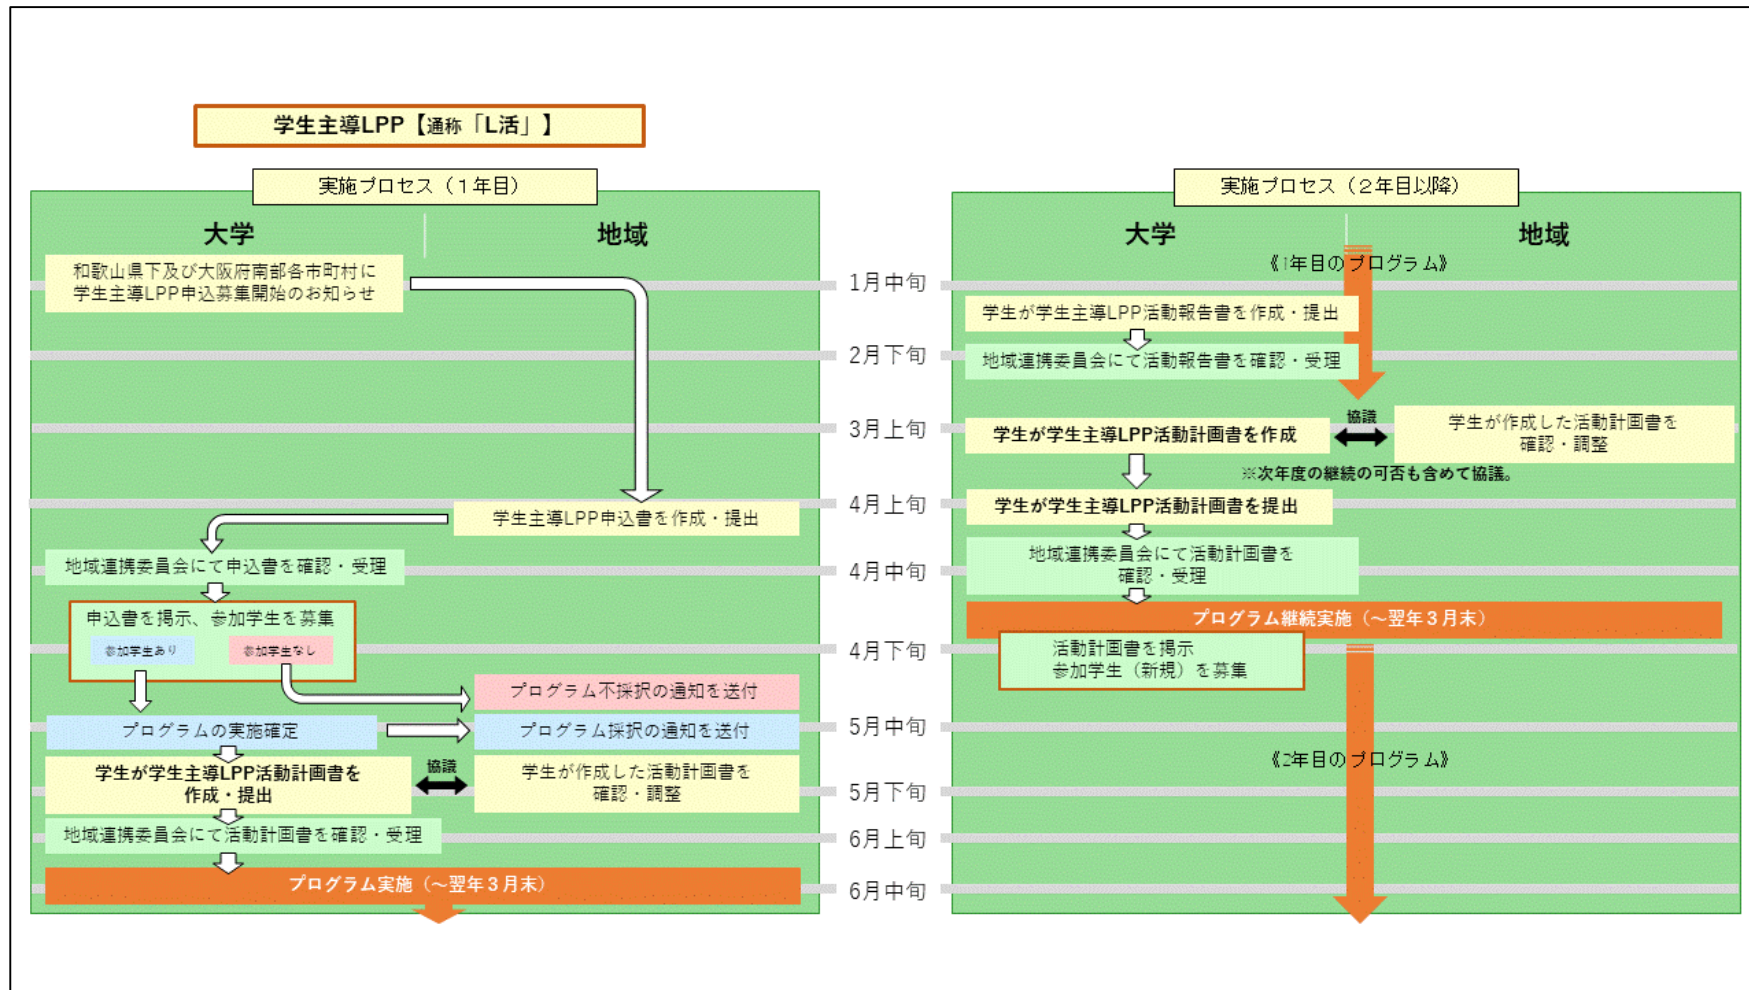 学生主導LPP【通称「L活」】
実施プロセス（１年目）
大学
地域
和歌山県下及び大阪府南部各市町村に
学生主導LPP申込募集開始のお知らせ
学生主導LPP申込書を作成・提出
地域連携委員会にて申込書を確認・受理
申込書を掲示、参加学生を募集
参加学生あり
参加学生なし
プログラム不採択の通知を送付
プログラムの実施確定
プログラム採択の通知を送付
学生が学生主導LPP活動計画書を
作成・提出
協議
学生が作成した活動計画書を
確認・調整
地域連携委員会にて活動計画書を確認・受理
プログラム実施（～翌年３月末）
1月中旬
2月下旬
3月上旬
4月上旬
4月中旬
4月下旬
5月中旬
5月下旬
6月上旬
6月中旬
実施プロセス（２年目以降）
大学
地域
《1年目のプログラム》
学生が学生主導LPP活動報告書を作成・提出
地域連携委員会にて活動報告書を確認・受理
学生が学生主導LPP活動計画書を作成
協議
学生が作成した活動計画書を
確認・調整
※次年度の継続の可否も含めて協議。
学生が学生主導LPP活動計画書を提出
地域連携委員会にて活動計画書を
確認・受理
プログラム継続実施（～翌年３月末）
活動計画書を掲示
参加学生（新規）を募集
《2年目のプログラム》